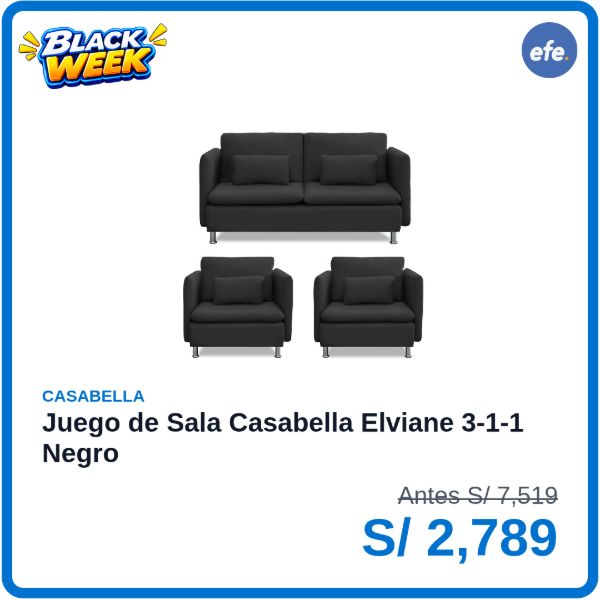 BLACK
WEEK
efe.
CASABELLA
Juego de Sala Casabella Elviane 3-1-1
Negro
Antes S/ 7,519
S/ 2,789